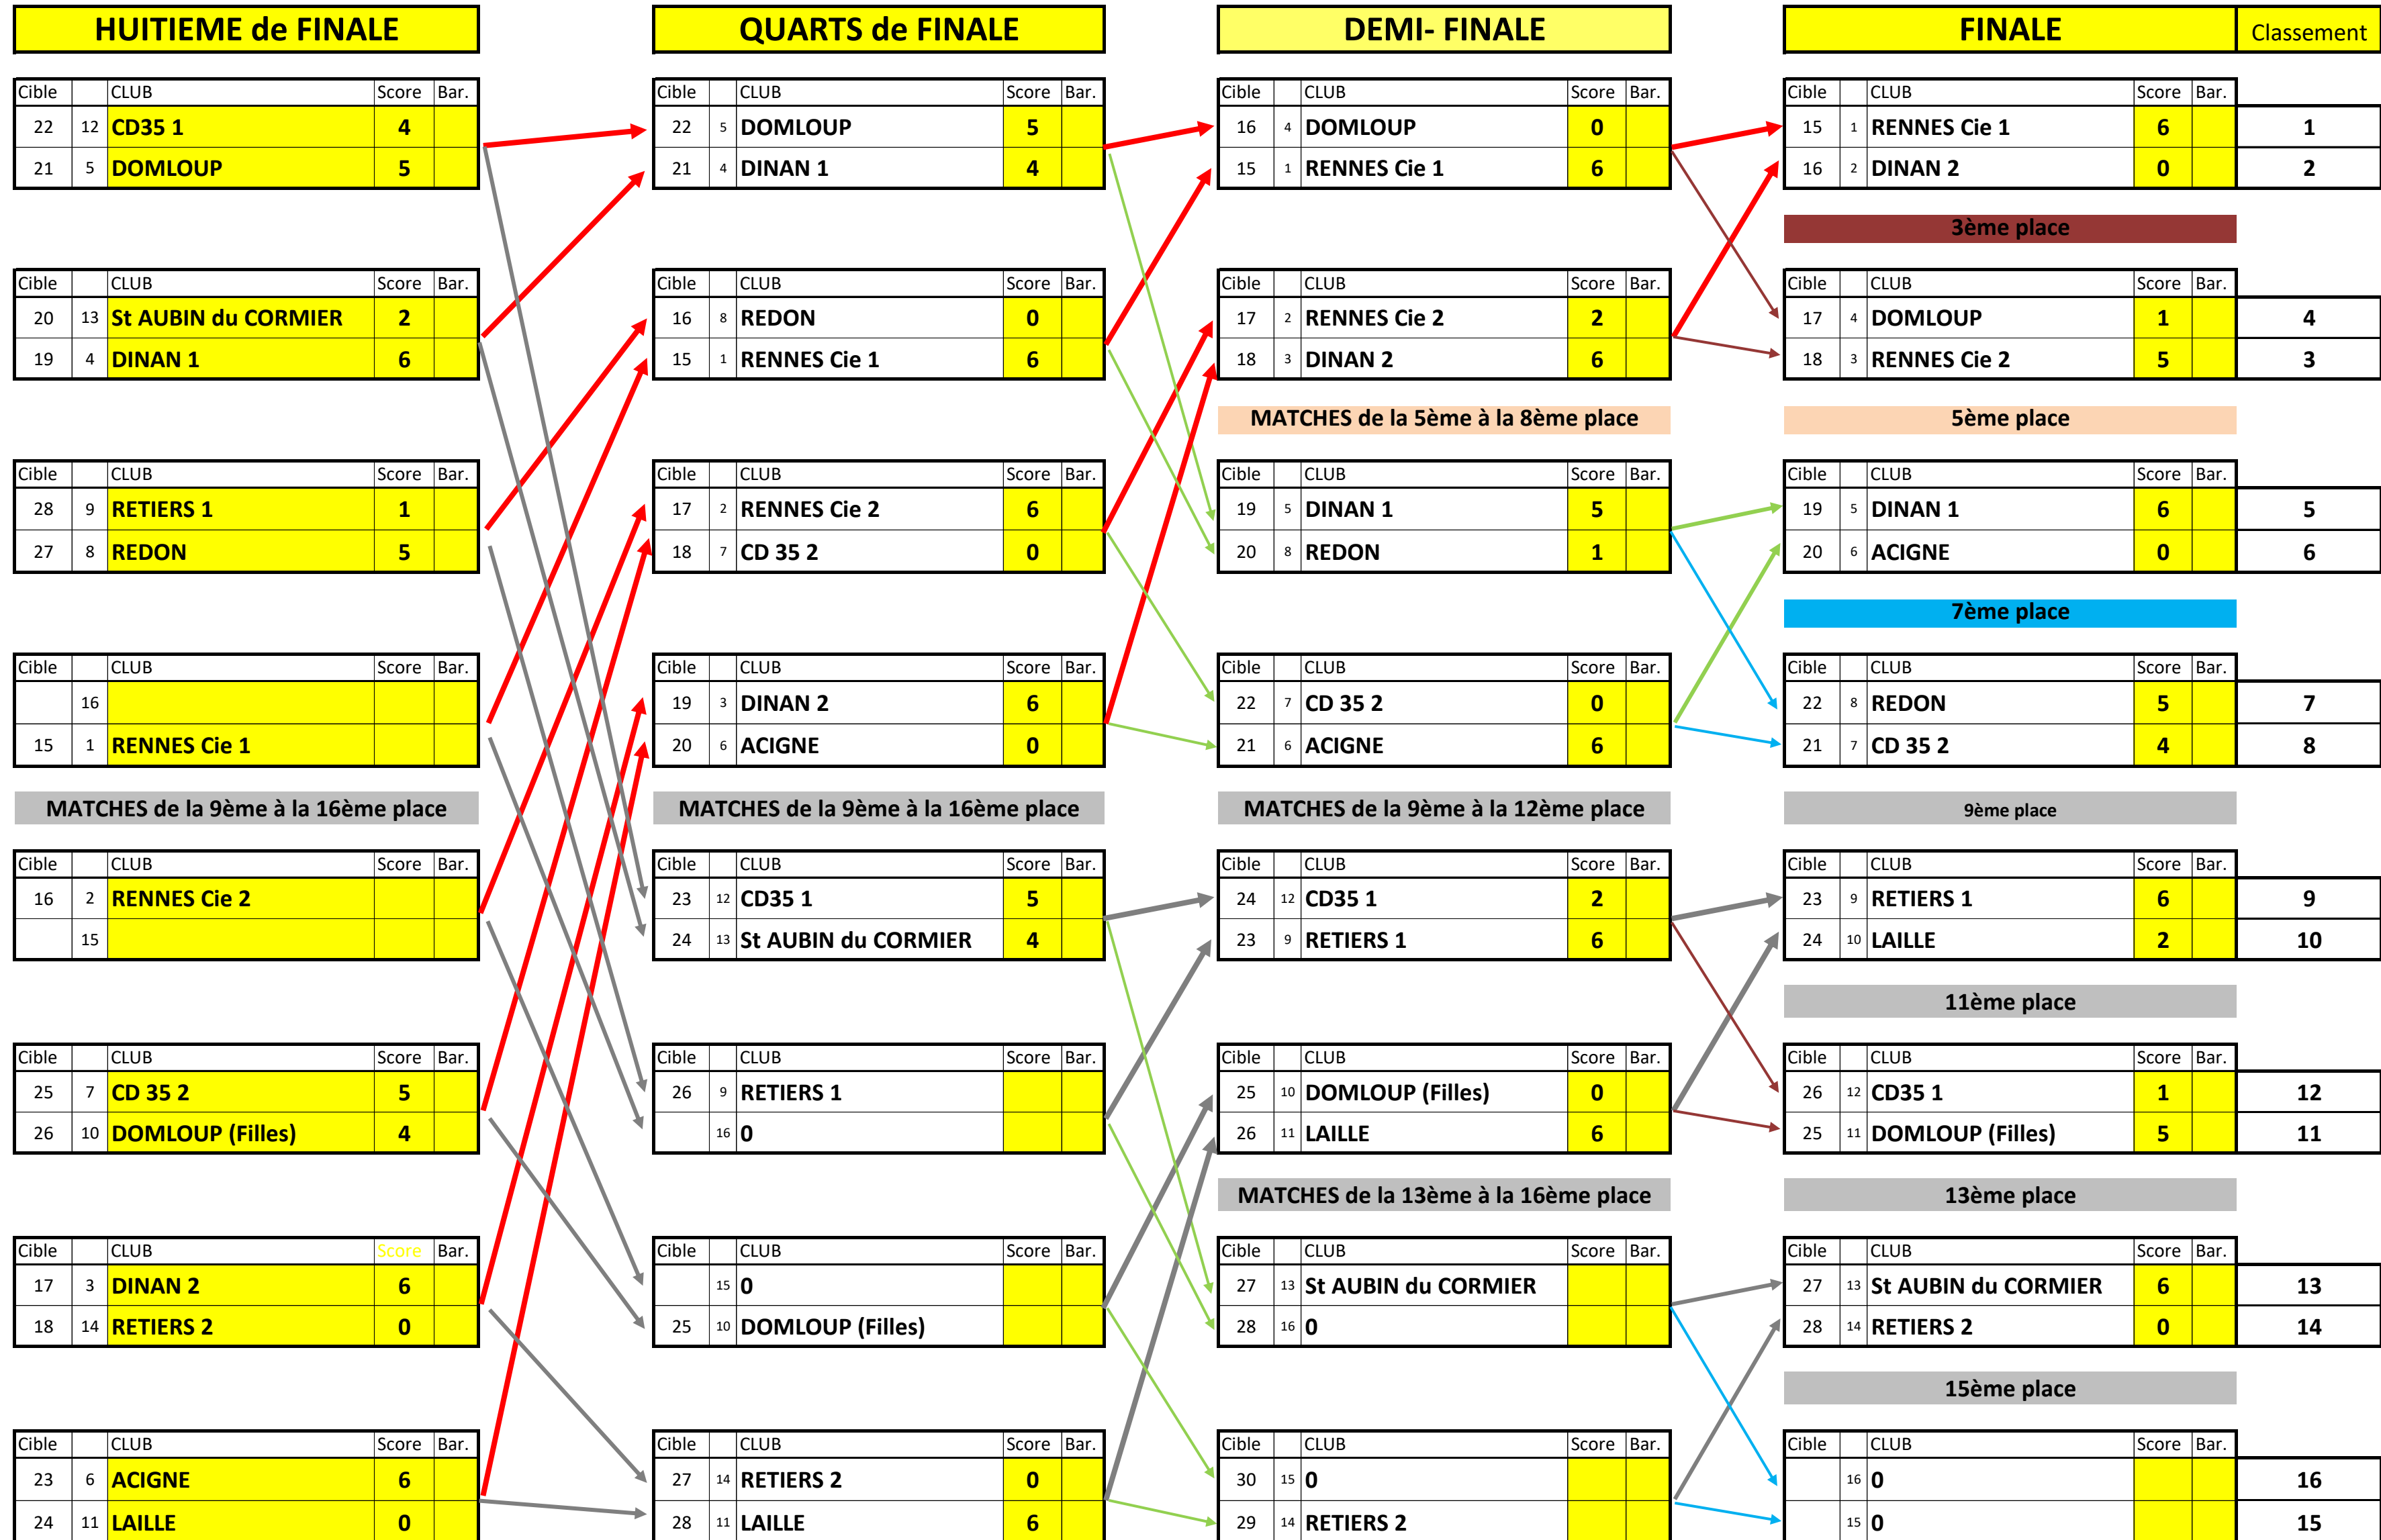 HUITIEME de FINALE QUARTS de FINALE DEMI- FINALE FINALE Classement
Cible CLUB Score Bar. Cible CLUB Score Bar. Cible CLUB Score Bar. Cible CLUB Score Bar.
22 12 CD35 1 4 22 5 DOMLOUP 5 16 4 DOMLOUP 0 15 1 RENNES Cie 1 6 1
21 5 DOMLOUP 5 21 4 DINAN 1 4 15 1 RENNES Cie 1 6 16 2 DINAN 2 0 2
3ème place
Cible CLUB Score Bar. Cible CLUB Score Bar. Cible CLUB Score Bar. Cible CLUB Score Bar.
20 13 St AUBIN du CORMIER 2 16 8 REDON 0 17 2 RENNES Cie 2 2 17 4 DOMLOUP 1 4
19 4 DINAN 1 6 15 1 RENNES Cie 1 6 18 3 DINAN 2 6 18 3 RENNES Cie 2 5 3
MATCHES de la 5ème à la 8ème place 5ème place
Cible CLUB Score Bar. Cible CLUB Score Bar. Cible CLUB Score Bar. Cible CLUB Score Bar.
28 9 RETIERS 1 1 17 2 RENNES Cie 2 6 19 5 DINAN 1 5 19 5 DINAN 1 6 5
27 8 REDON 5 18 7 CD 35 2 0 20 8 REDON 1 20 6 ACIGNE 0 6
7ème place
Cible CLUB Score Bar. Cible CLUB Score Bar. Cible CLUB Score Bar. Cible CLUB Score Bar.
16 19 3 DINAN 2 6 22 7 CD 35 2 0 22 8 REDON 5 7
15 1 RENNES Cie 1 20 6 ACIGNE 0 21 6 ACIGNE 6 21 7 CD 35 2 4 8
MATCHES de la 9ème à la 16ème place MATCHES de la 9ème à la 16ème place MATCHES de la 9ème à la 12ème place 9ème place
Cible CLUB Score Bar. Cible CLUB Score Bar. Cible CLUB Score Bar. Cible CLUB Score Bar.
16 2 RENNES Cie 2 23 12 CD35 1 5 24 12 CD35 1 2 23 9 RETIERS 1 6 9
15 24 13 St AUBIN du CORMIER 4 23 9 RETIERS 1 6 24 10 LAILLE 2 10
11ème place
Cible CLUB Score Bar. Cible CLUB Score Bar. Cible CLUB Score Bar. Cible CLUB Score Bar.
25 7 CD 35 2 5 26 9 RETIERS 1 25 10 DOMLOUP (Filles) 0 26 12 CD35 1 1 12
26 10 DOMLOUP (Filles) 4 16 0 26 11 LAILLE 6 25 11 DOMLOUP (Filles) 5 11
MATCHES de la 13ème à la 16ème place 13ème place
Cible CLUB Score Bar. Cible CLUB Score Bar. Cible CLUB Score Bar. Cible CLUB Score Bar.
17 3 DINAN 2 6 15 0 27 13 St AUBIN du CORMIER 27 13 St AUBIN du CORMIER 6 13
18 14 RETIERS 2 0 25 10 DOMLOUP (Filles) 28 16 0 28 14 RETIERS 2 0 14
15ème place
Cible CLUB Score Bar. Cible CLUB Score Bar. Cible CLUB Score Bar. Cible CLUB Score Bar.
23 6 ACIGNE 6 27 14 RETIERS 2 0 30 15 0 16 0 16
24 11 LAILLE 0 28 11 LAILLE 6 29 14 RETIERS 2 15 0 15